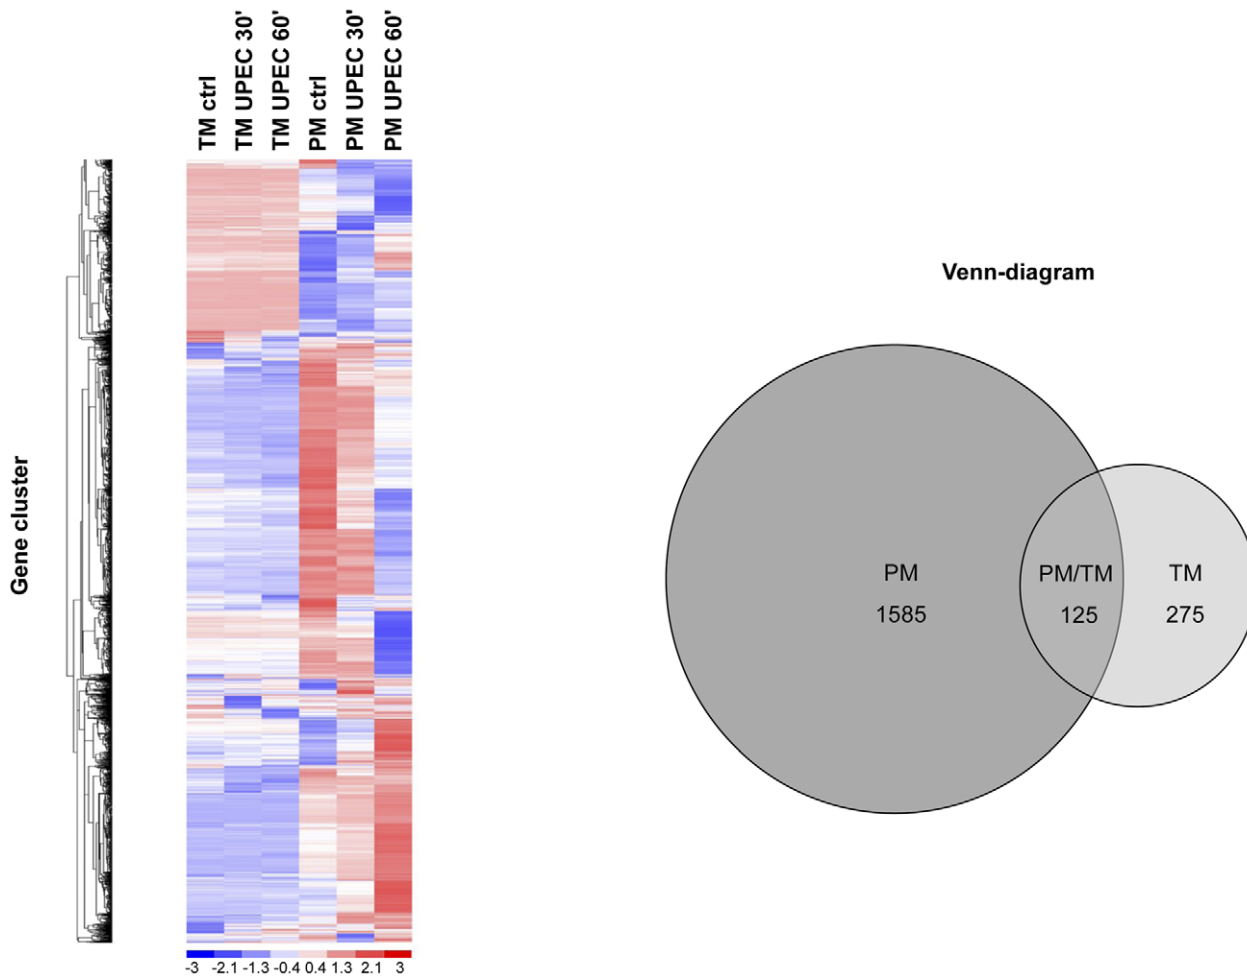 TM ctrl
TM UPEC 30'
TM UPEC 60'
PM ctrl
PM UPEC 30'
PM UPEC 60'
Gene cluster
-3 -2.1 -1.3 -0.4 0.4 1.3 2.1 3
Venn-diagram
PM PM/TM TM
1585 125 275